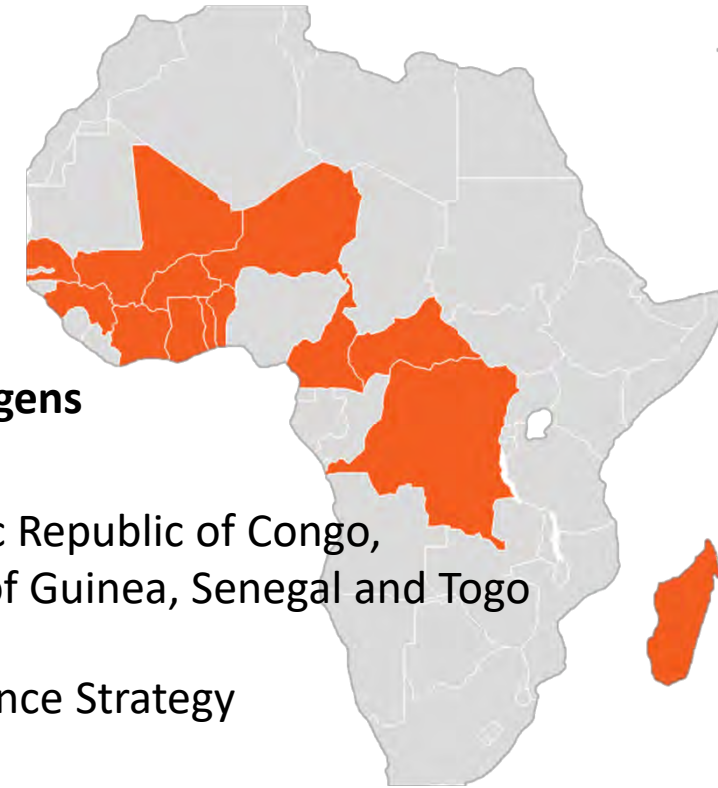 gens
c Republic of Congo,
of Guinea, Senegal and Togo
nce Strategy